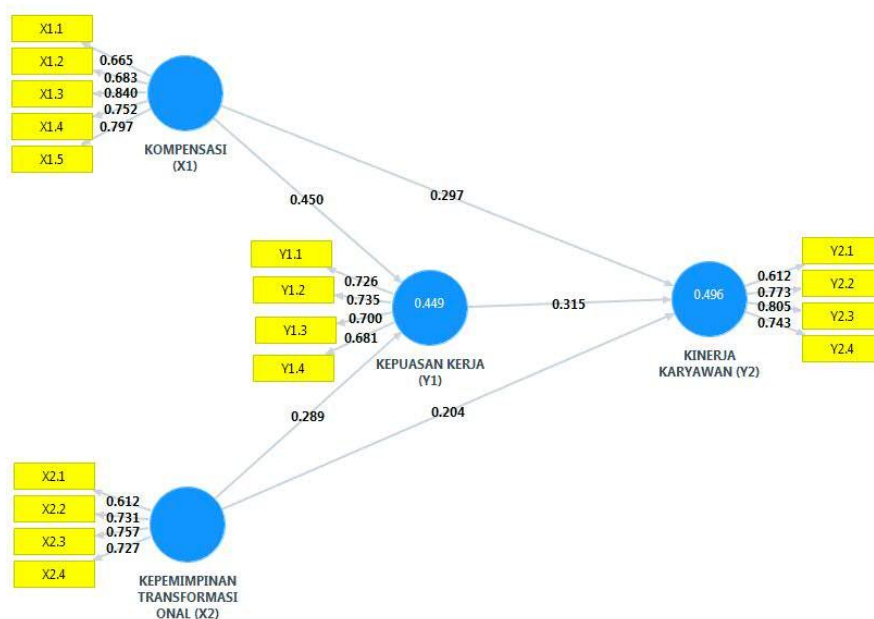 X1.1
X1.2
X1.3
X1.4
X1.5
0.665
0.683
0.840
0.752
0.797
KOMPENSASI
(X1)
0.450
0.297
Y1.1
Y1.2
Y1.3
Y1.4
0.726
0.735
0.700
0.681
0.449
KEPUASAN KERJA
(Y1)
0.315
0.496
KINERJA
KARYAWAN (Y2)
0.612
0.773
0.805
0.743
Y2.1
Y2.2
Y2.3
Y2.4
0.289
0.204
X2.1
X2.2
X2.3
X2.4
0.612
0.731
0.757
0.727
KEPEMIMPINAN
TRANSFORMASI
ONAL (X2)